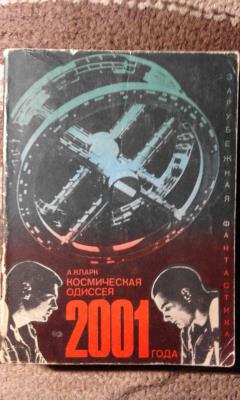 ЗАРУБЕЖНАЯ ФАНТАСТИКА
А.КЛАРК
КОСМИЧЕСКАЯ
ОДИССЕЯ
2001
ГОДА